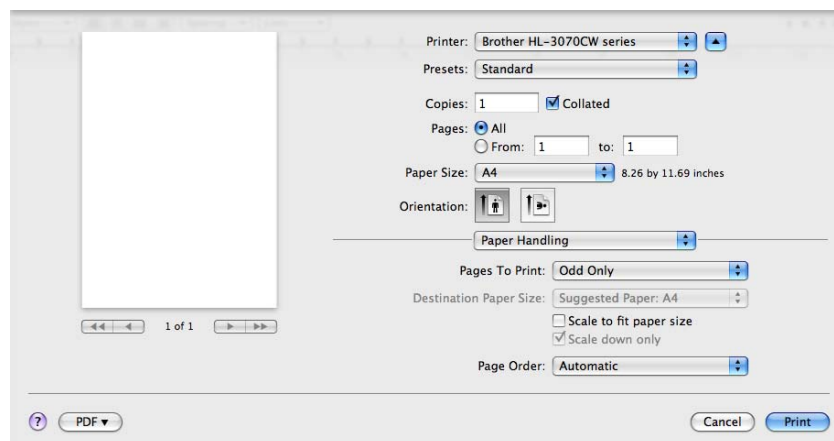 Printer: Brother HL-3070CW series
Presets: Standard
Copies: 1 Collated
Pages: All
From: 1 to: 1
Paper Size: A4 8.26 by 11.69 inches
Orientation:
Paper Handling
Pages To Print: Odd Only
Destination Paper Size: Suggested Paper: A4
Scale to fit paper size
1 of 1
Scale down only
Page Order: Automatic
? PDF▼ Cancel Print